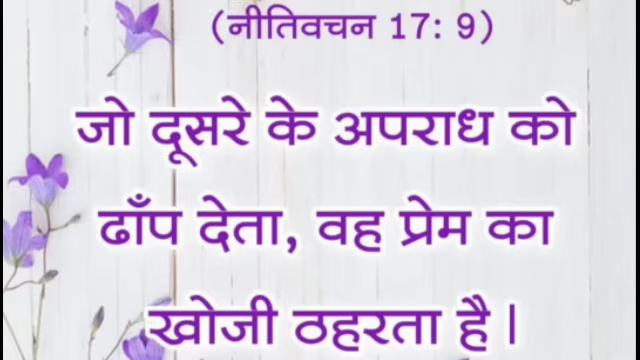 (नीतिवचन 17: 9)
जो दूसरे के अपराध को
ढाँप देता, वह प्रेम का
खोजी ठहरता है |